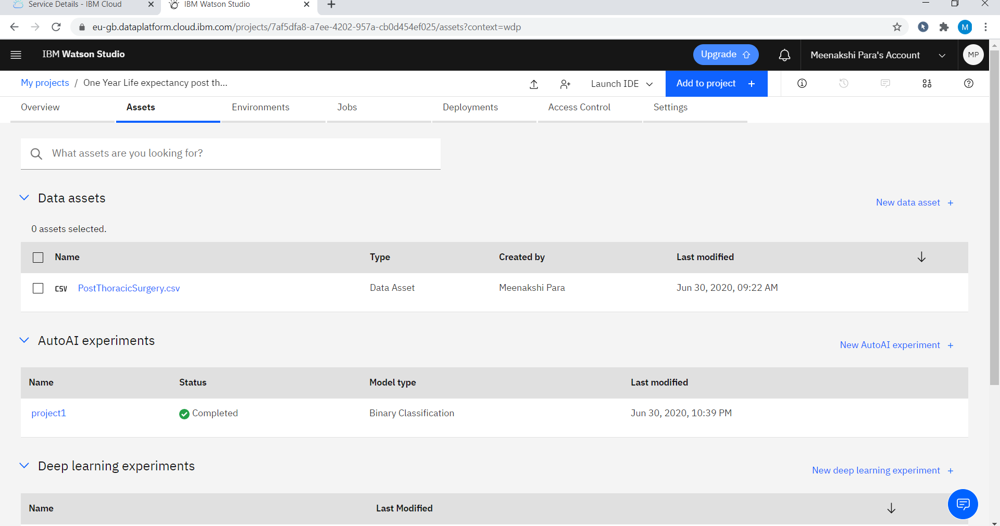 Service Details - IBM Cloud
IBM Watson Studio
eu-gb.dataplatform.cloud.ibm.com/projects/7af5dfa8-a7ee-4202-957a-cb0d454ef025/assets?context=wdp
M
IBM Watson Studio
Upgrade
Meenakshi Para's Account
MP
My projects / One Year Life expectancy post th...
Launch IDE
Add to project +
Overview
Assets
Environments
Jobs
Deployments
Access Control
Settings
What assets are you looking for?
Data assets
New data asset +
0 assets selected.
Name Type Created by Last modified
CSV PostThoracicSurgery.csv Data Asset Meenakshi Para Jun 30, 2020, 09:22 AM
AutoAI experiments
New AutoAI experiment +
Name Status Model type Last modified
project1 Completed Binary Classification Jun 30, 2020, 10:39 PM
Deep learning experiments
New deep learning experiment +
Name Last Modified